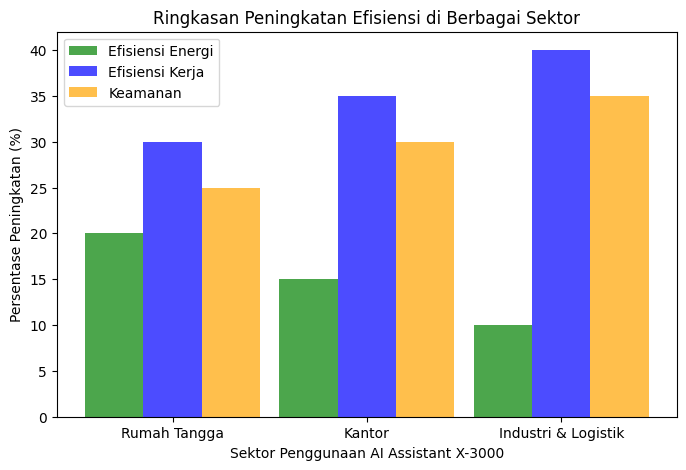 Ringkasan Peningkatan Efisiensi di Berbagai Sektor
Efisiensi Energi
Efisiensi Kerja
Keamanan
Persentase Peningkatan (%)
40
35
30
25
20
15
10
5
0
Rumah Tangga
Kantor
Industri & Logistik
Sektor Penggunaan AI Assistant X-3000